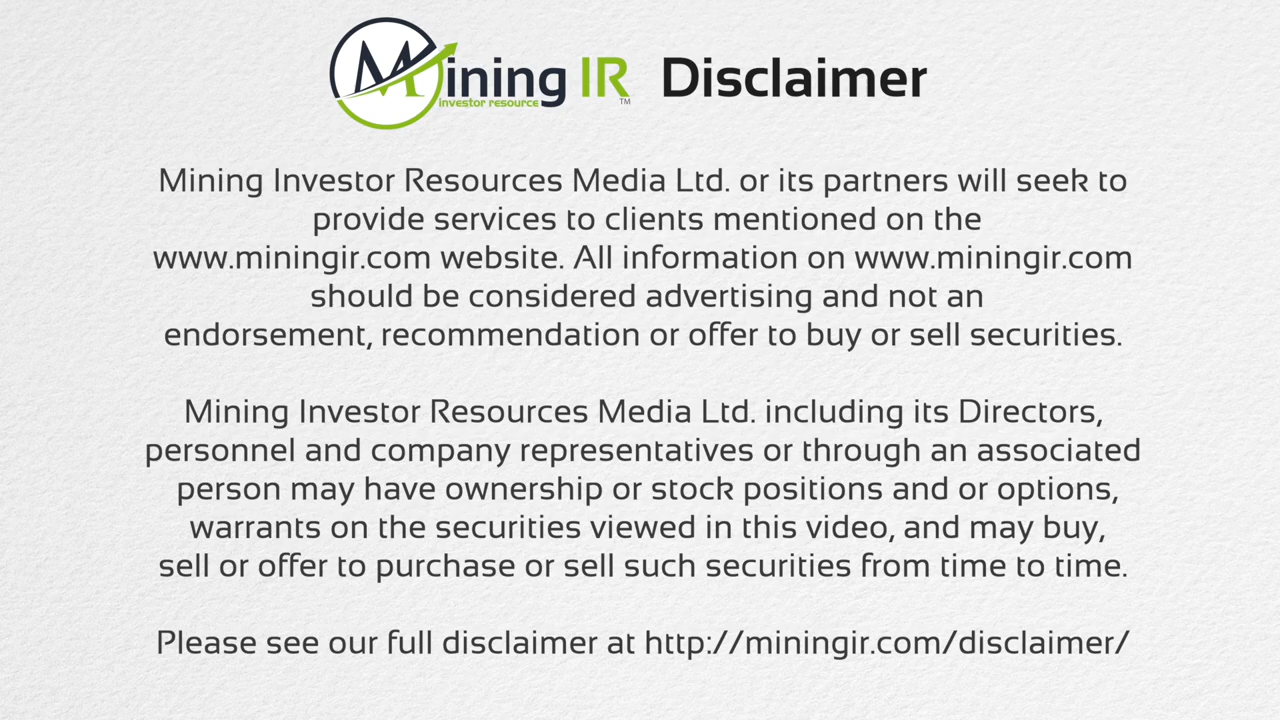 Mining IR™ Disclaimer
investor resource
Mining Investor Resources Media Ltd. or its partners will seek to
provide services to clients mentioned on the
www.miningir.com website. All information on www.miningir.com
should be considered advertising and not an
endorsement, recommendation or offer to buy or sell securities.
Mining Investor Resources Media Ltd. including its Directors,
personnel and company representatives or through an associated
person may have ownership or stock positions and or options,
warrants on the securities viewed in this video, and may buy,
sell or offer to purchase or sell such securities from time to time.
Please see our full disclaimer at http://miningir.com/disclaimer/